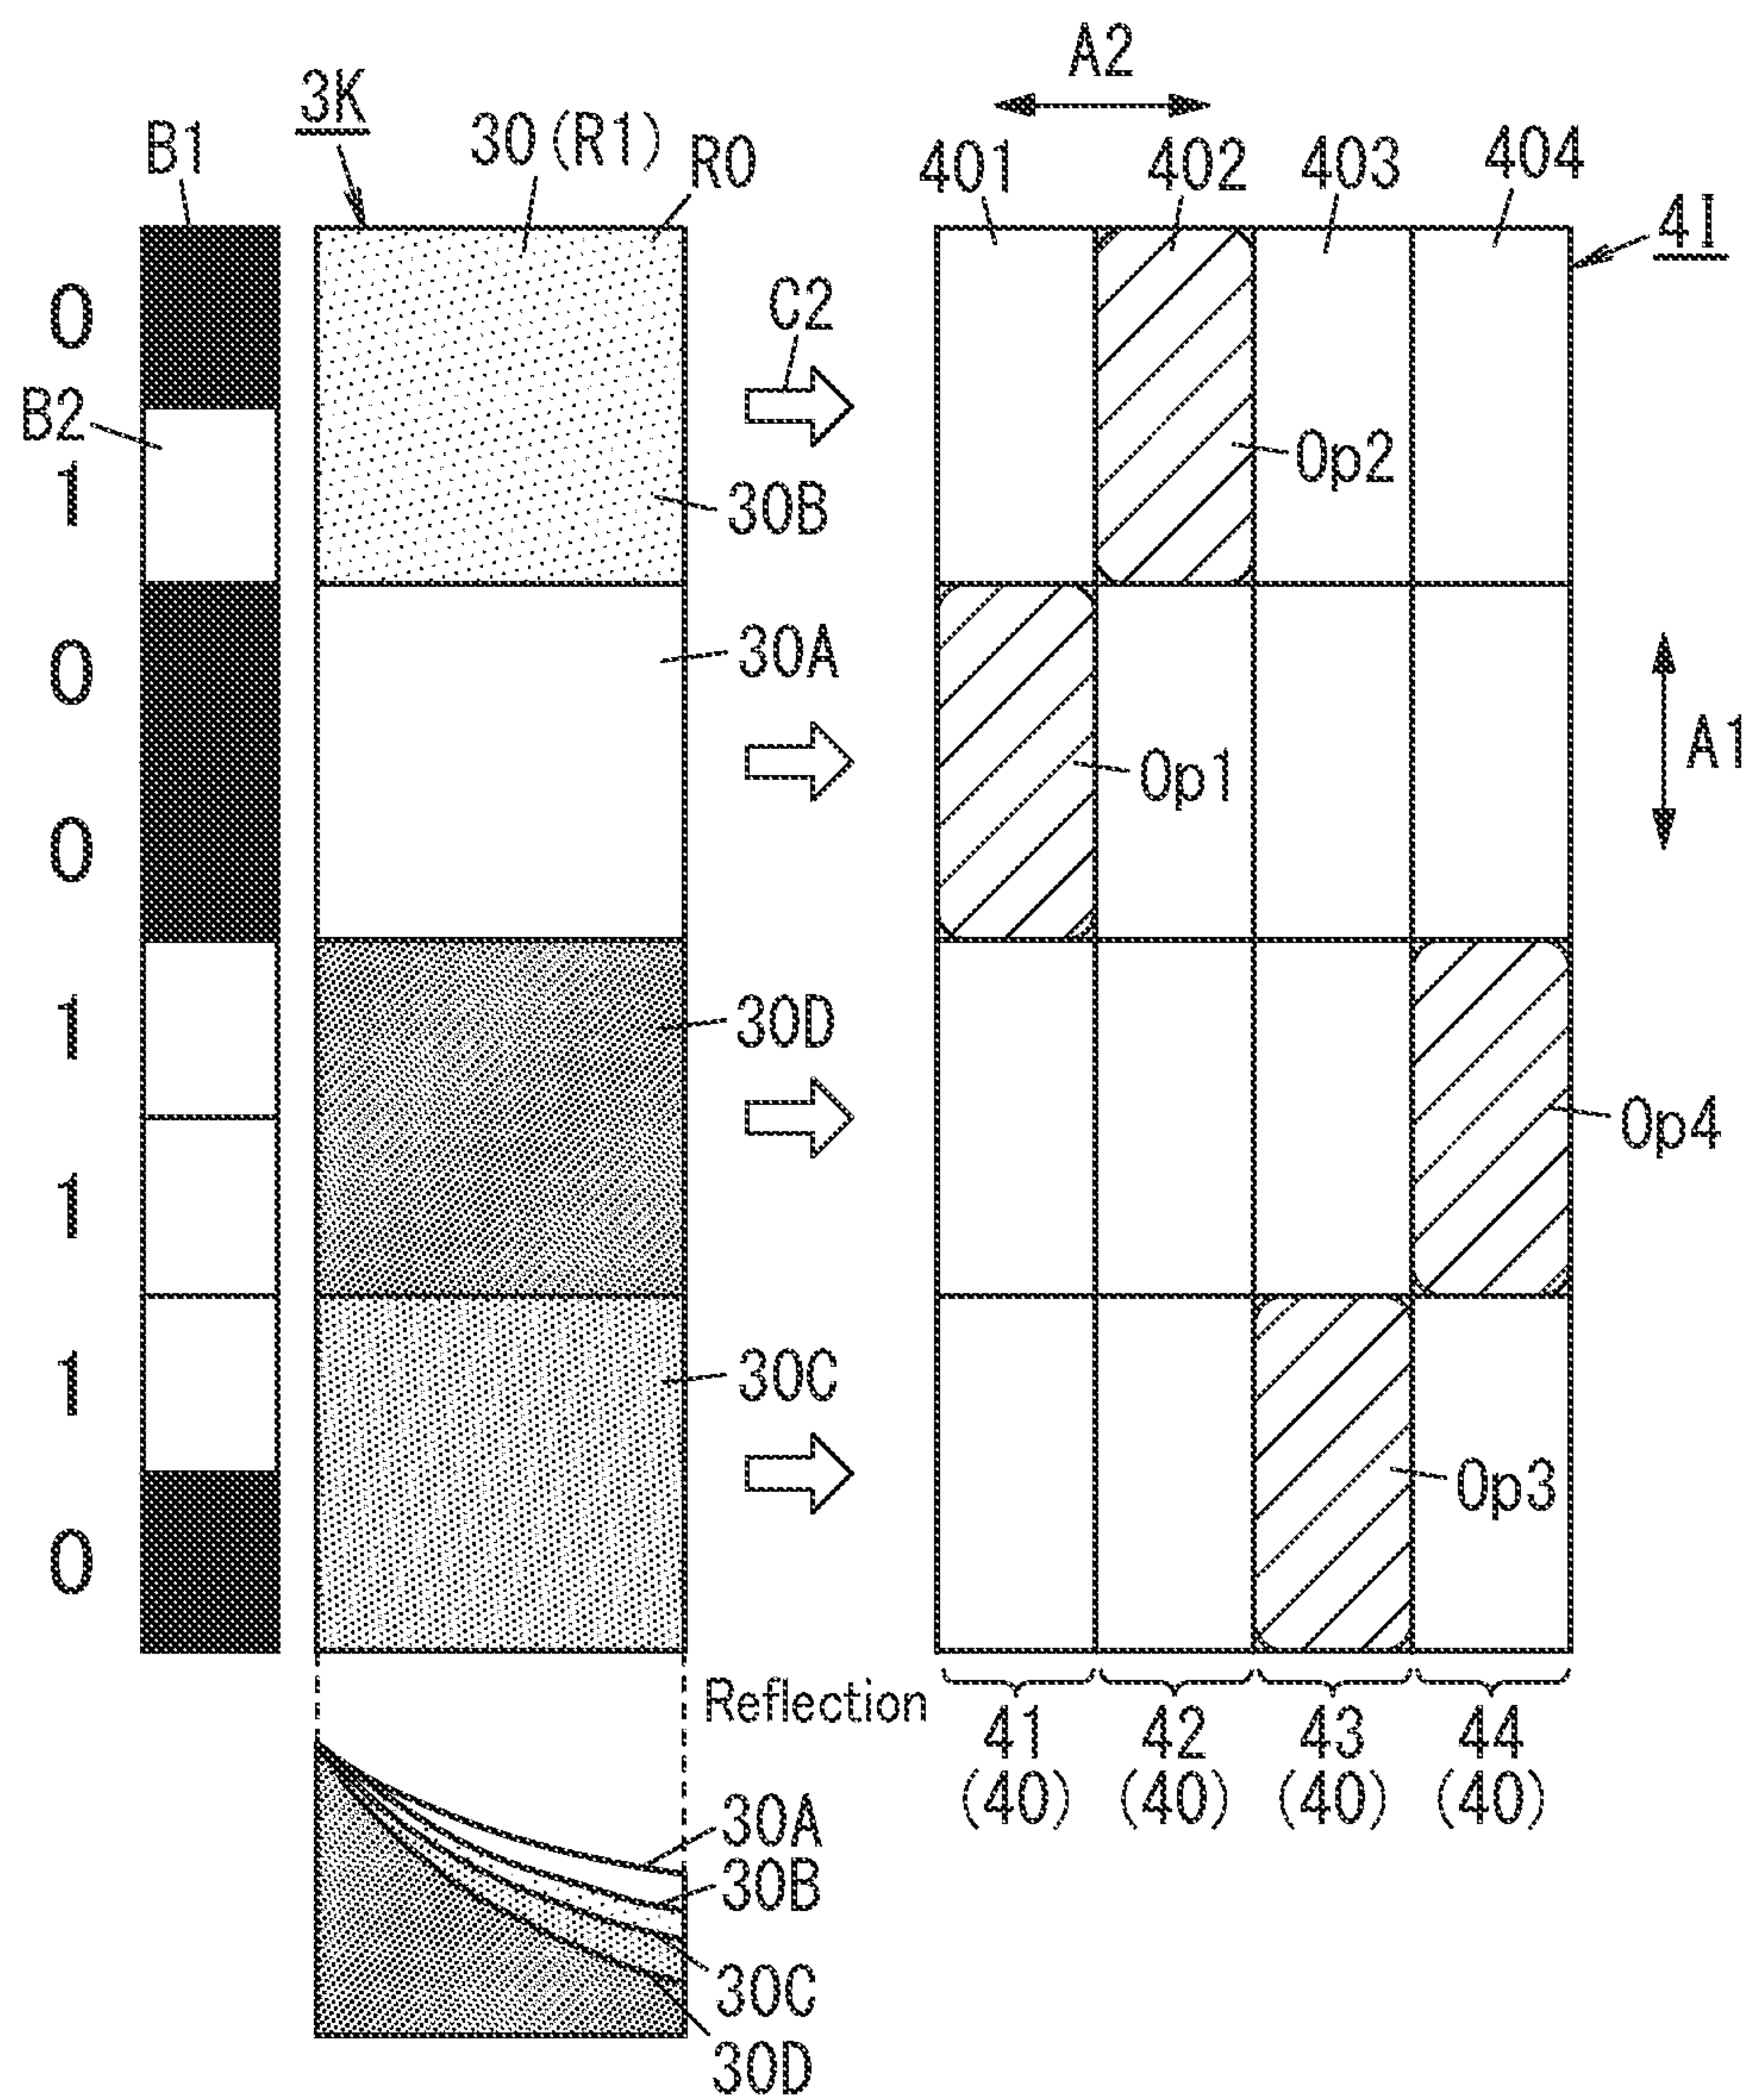 A2
3K
B1
30(R1)
R0
401
402
403
404
4I
0
C2
B2
1
Op2
30B
0
30A
Op1
A1
0
1
30D
Op4
1
1
30C
Op3
0
Reflection
41
42
43
44
(40)
(40)
(40)
(40)
30A
30B
30C
30D